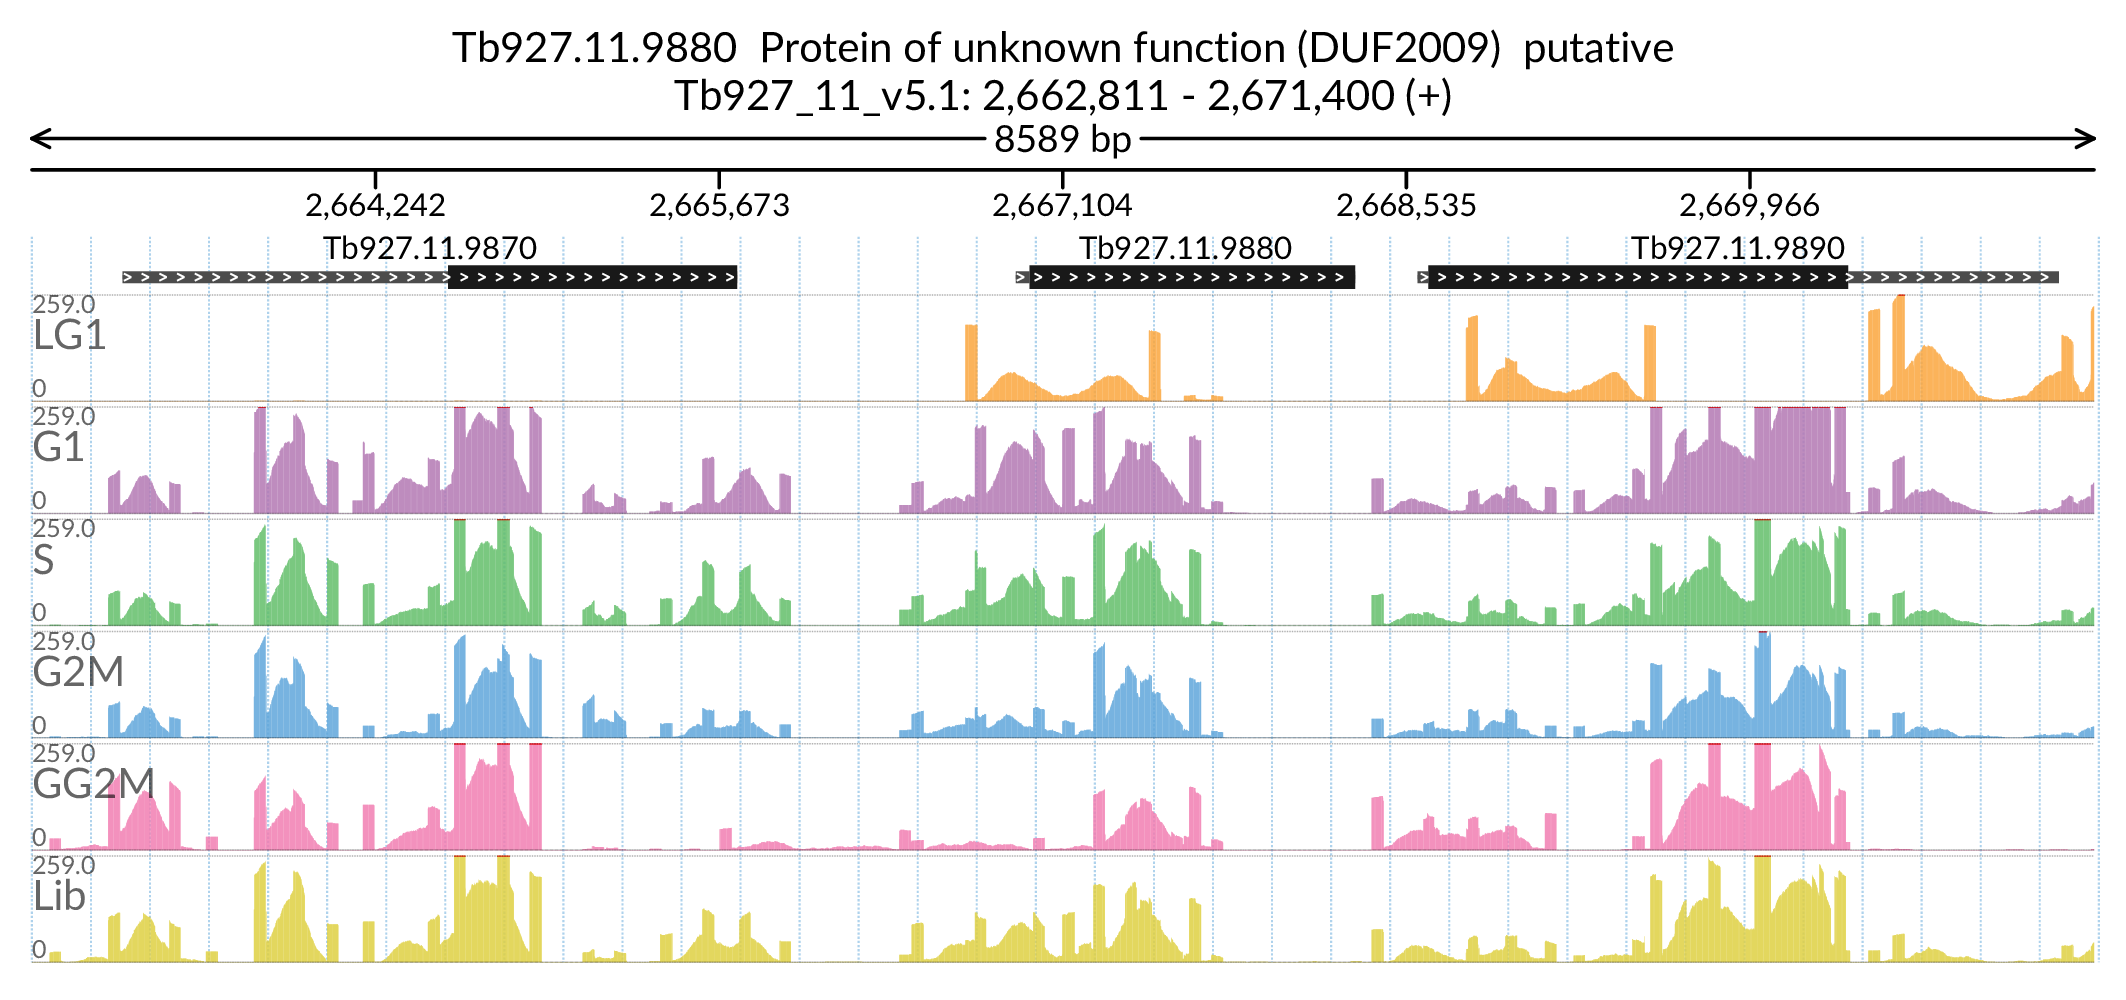 Tb927.11.9880  Protein of unknown function (DUF2009)  putative
Tb927_11_v5.1: 2,662,811 - 2,671,400 (+)
8589 bp
2,664,242 2,665,673 2,667,104 2,668,535 2,669,966
Tb927.11.9870 Tb927.11.9880 Tb927.11.9890
259.0
LG1
0
259.0
G1
0
259.0
S
0
259.0
G2M
0
259.0
GG2M
0
259.0
Lib
0